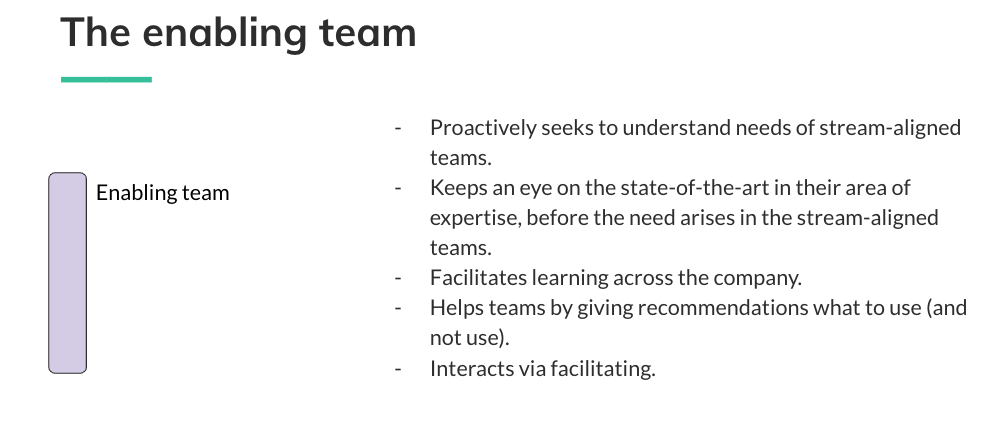 The enabling team
Enabling team
- Proactively seeks to understand needs of stream-aligned
teams.
- Keeps an eye on the state-of-the-art in their area of
expertise, before the need arises in the stream-aligned
teams.
- Facilitates learning across the company.
- Helps teams by giving recommendations what to use (and
not use).
- Interacts via facilitating.